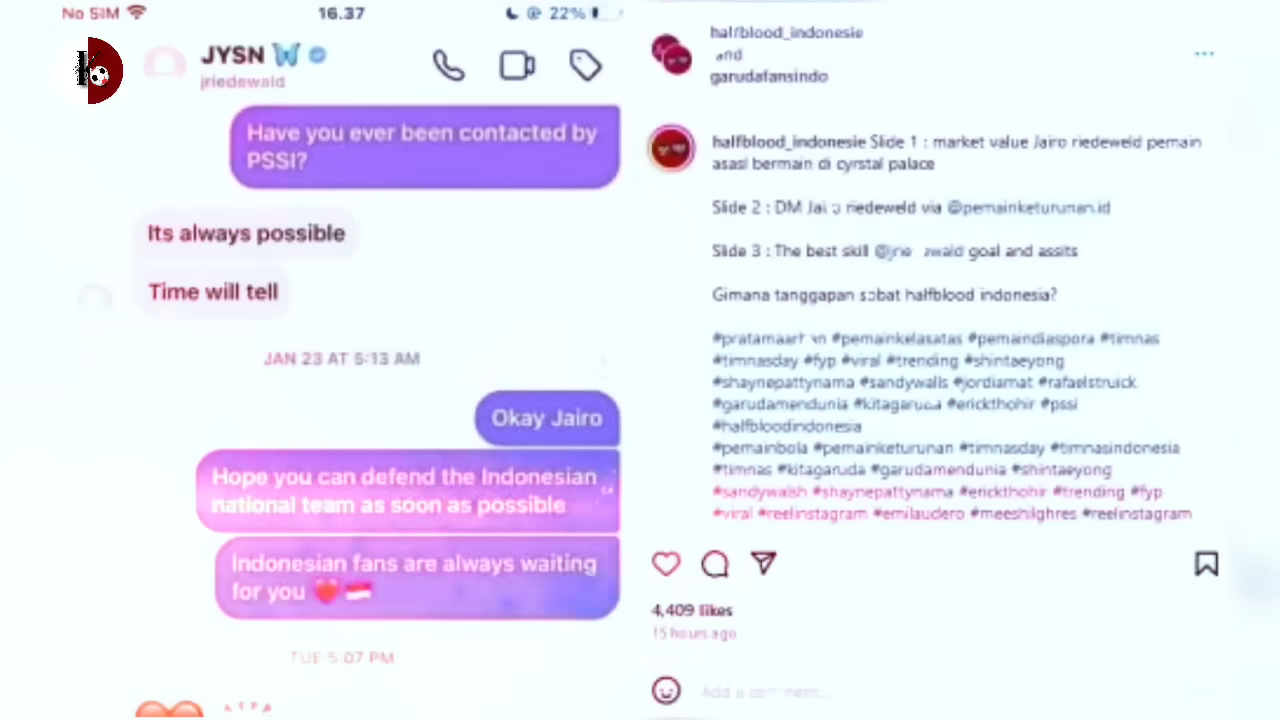 No SIM
16.37
@ 22%
JYSN
jriedewald
Have you ever been contacted by
PSSI?
Its always possible
Time will tell
JAN 23 AT 5:13 AM
Okay Jairo
Hope you can defend the Indonesian
national team as soon as possible
Indonesian fans are always waiting
for you ❤️🇮🇩
TUE 5:07 PM
halfblood_indonesie
and
garudafansindo
halfblood_indonesie Slide 1 : market value Jairo riedeweld pemain
asasl bermain di cyrstal palace
Slide 2 : DM riedeweld via @pemainketurunan.id
Slide 3 : The best skill goal and assits
Gimana tanggapan sobat halfblood indonesia?
#pemainkelasatas #pemaindiaspora #timnas
#timnasday #fyp #viral #trending #shintaeyong
#shaynepattynama #sandywalls #jordiamat #rafaelstruick
#garudamendunia #kitagaruda #erickthohir #pssi
#halfbloodindonesia
#pemainbola #pemainketurunan #timnasday #timnasindonesia
#timnas #kitagaruda #garudamendunia #shintaeyong
#sandywalsh #shaynepattynama #erickthohir #trending #fyp
#viral #reelinstagram #emilaudero #meeshilghres #reelinstagram
4,409 likes
15 hours ago
Add a comment...